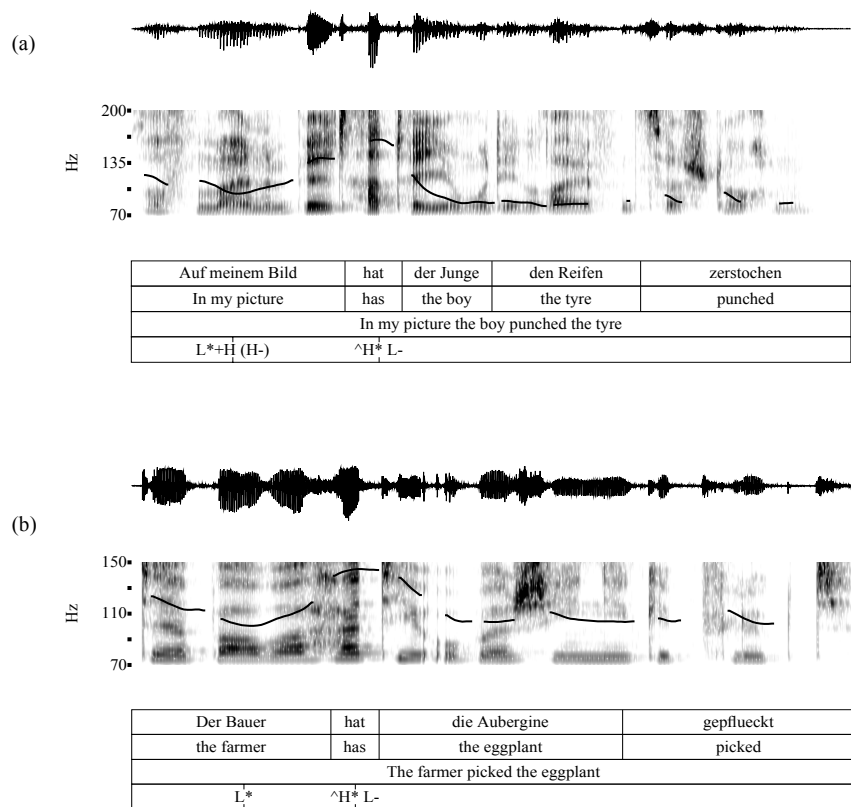 (a)
200
135
70
Hz
Auf meinem Bild hat der Junge den Reifen zerstochen
In my picture has the boy the tyre punched
In my picture the boy punched the tyre
L*+H (H-) ^H* L-
(b)
150
110
70
Hz
Der Bauer hat die Aubergine gepflueckt
the farmer has the eggplant picked
The farmer picked the eggplant
L* ^H* L-